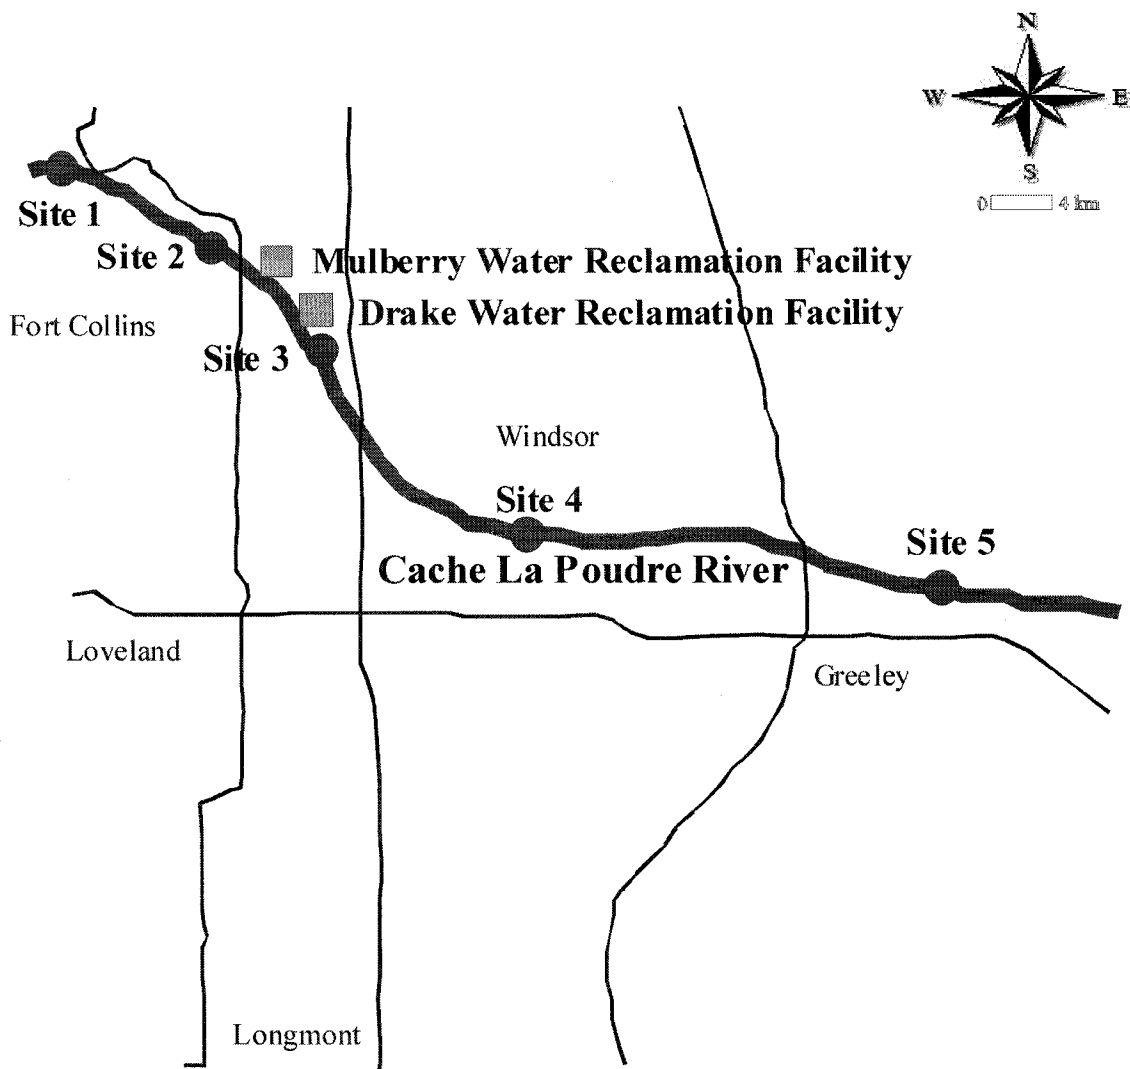 N
W
E
S
0 4 km
Site 1
Site 2
Mulberry Water Reclamation Facility
Drake Water Reclamation Facility
Fort Collins
Site 3
Windsor
Site 4
Site 5
Cache La Poudre River
Loveland
Greeley
Longmont